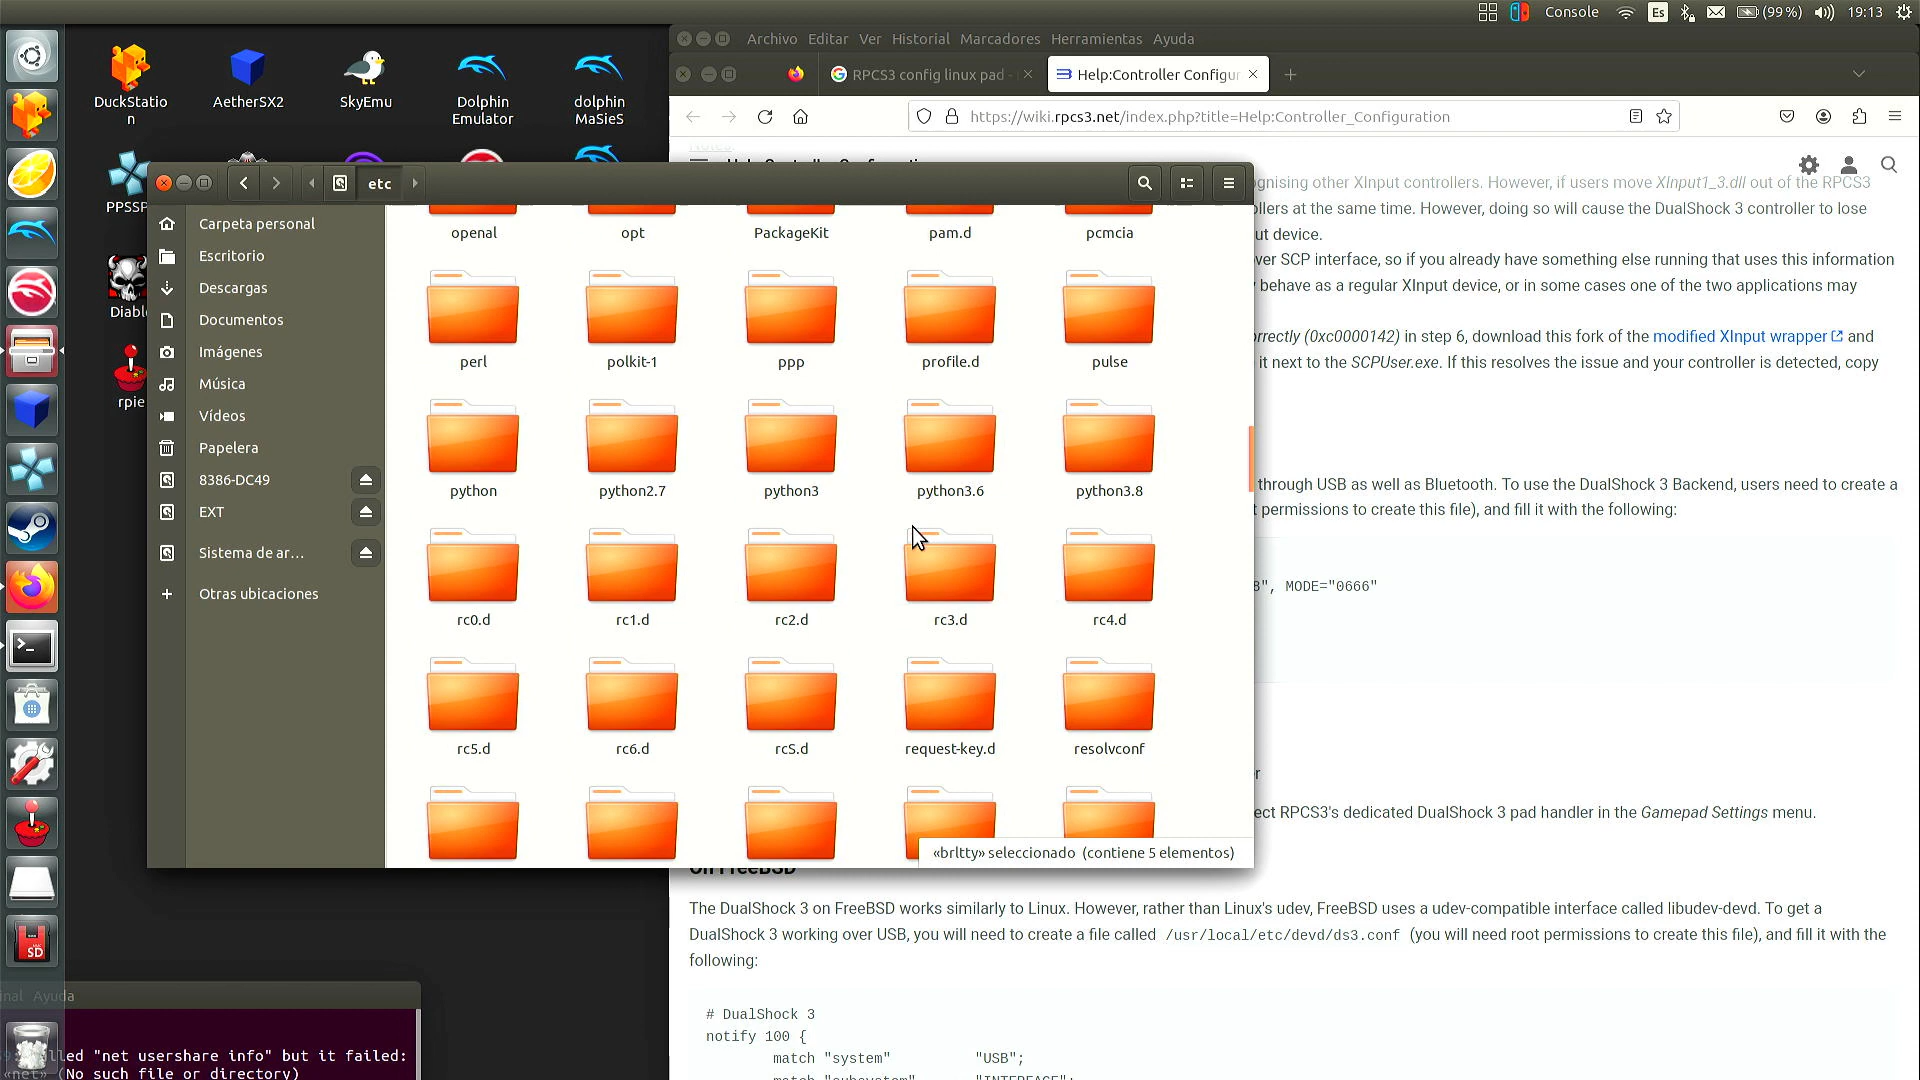 Console
Es
(99 %)
19:13
DuckStatio
n
AetherSX2
SkyEmu
Dolphin
Emulator
dolphin
MaSieS
PPSSP
Diabl
rpie
Archivo Editar Ver Historial Marcadores Herramientas Ayuda
RPCS3 config linux pad -
Help:Controller Configur
https://wiki.rpcs3.net/index.php?title=Help:Controller_Configuration
etc
Carpeta personal
Escritorio
Descargas
Documentos
Imágenes
Música
Vídeos
Papelera
8386-DC49
EXT
Sistema de ar...
Otras ubicaciones
openal opt PackageKit pam.d pcmcia
perl polkit-1 ppp profile.d pulse
python python2.7 python3 python3.6 python3.8
rc0.d rc1.d rc2.d rc3.d rc4.d
rc5.d rc6.d rcS.d request-key.d resolvconf
«brltty» seleccionado (contiene 5 elementos)
gnising other XInput controllers. However, if users move XInput1_3.dll out of the RPCS3
ollers at the same time. However, doing so will cause the DualShock 3 controller to lose
ut device.
ver SCP interface, so if you already have something else running that uses this information
behave as a regular XInput device, or in some cases one of the two applications may
orrectly (0xc0000142) in step 6, download this fork of the modified XInput wrapper and
it next to the SCPUser.exe. If this resolves the issue and your controller is detected, copy
through USB as well as Bluetooth. To use the DualShock 3 Backend, users need to create a
t permissions to create this file), and fill it with the following:
8", MODE="0666"
er
ect RPCS3's dedicated DualShock 3 pad handler in the Gamepad Settings menu.
On FreeBSD
The DualShock 3 on FreeBSD works similarly to Linux. However, rather than Linux's udev, FreeBSD uses a udev-compatible interface called libudev-devd. To get a
DualShock 3 working over USB, you will need to create a file called /usr/local/etc/devd/ds3.conf (you will need root permissions to create this file), and fill it with the
following:
# DualShock 3
notify 100 {
match "system" "USB";
match "subsystem" "INTERFACE";
SD
inal Ayuda
lled "net usershare info" but it failed:
«net» (No such file or directory)